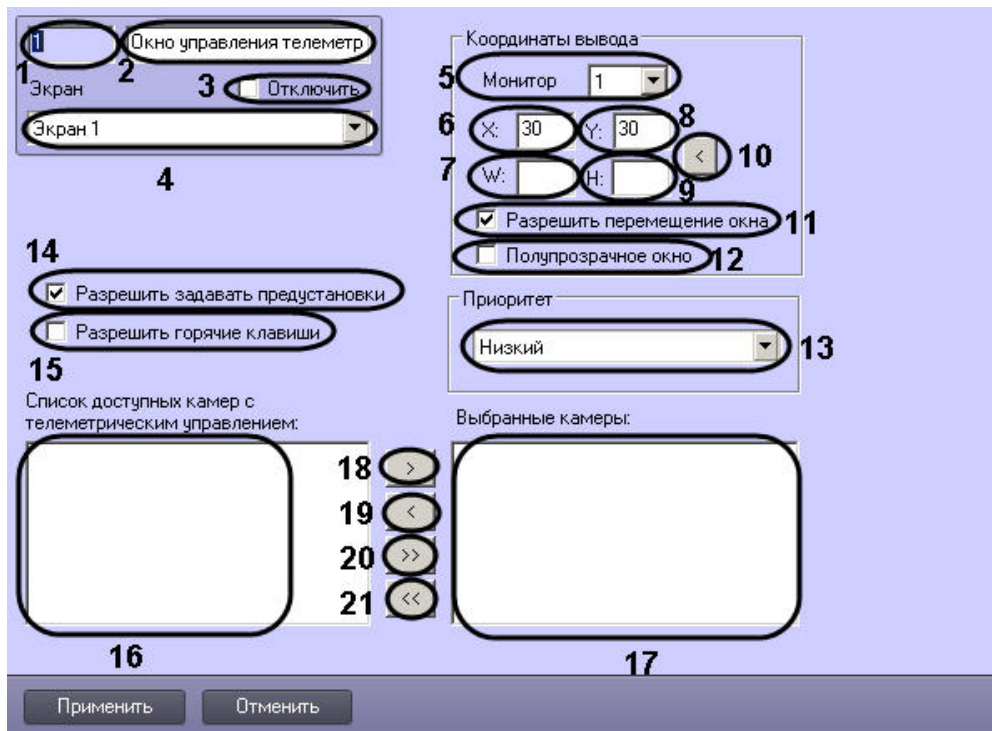 1 Окно управления телеметр
1 2
Экран 3 Отключить
Экран 1
4
Координаты вывода
5 Монитор 1
6 X: 30 Y: 30 8
7 W: H: 9
< 10
Разрешить перемещение окна 11
Полупрозрачное окно 12
14
Разрешить задавать предустановки
Разрешить горячие клавиши
15
Приоритет
Низкий 13
Список доступных камер с
телеметрическим управлением:
Выбранные камеры:
18 >
19 <
20 >>
21 <<
16
17
Применить Отменить